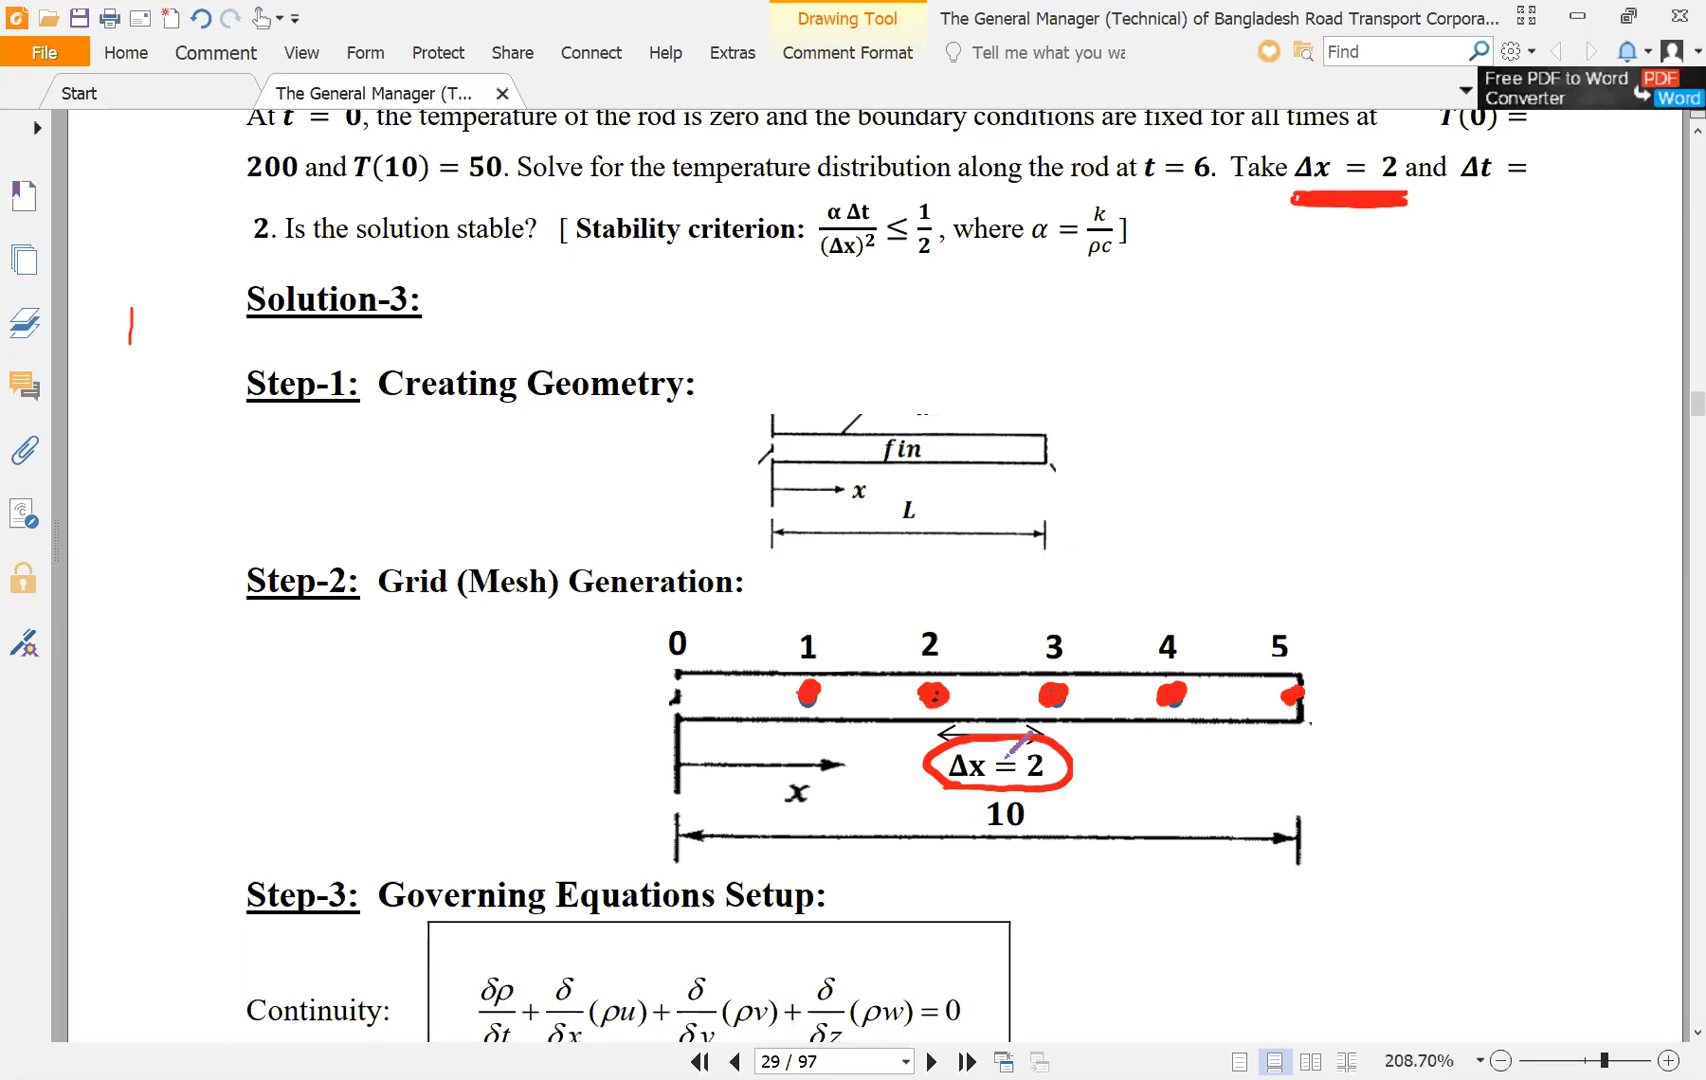 Drawing Tool
The General Manager (Technical) of Bangladesh Road Transport Corpora...
File Home Comment View Form Protect Share Connect Help Extras Comment Format Tell me what you wa Find
Free PDF to Word Converter PDF Word
Start The General Manager (T...
At t = 0, the temperature of the rod is zero and the boundary conditions are fixed for all times at T(0) =
200 and T(10) = 50. Solve for the temperature distribution along the rod at t = 6. Take Δx = 2 and Δt =
2. Is the solution stable? [ Stability criterion: α Δt / (Δx)² ≤ 1/2 , where α = k/ρc ]
Solution-3:
Step-1: Creating Geometry:
fin
x
L
Step-2: Grid (Mesh) Generation:
0 1 2 3 4 5
Δx = 2
x
10
Step-3: Governing Equations Setup:
Continuity: δρ/δt + δ/δx (ρu) + δ/δy (ρv) + δ/δz (ρw) = 0
29 / 97
208.70%